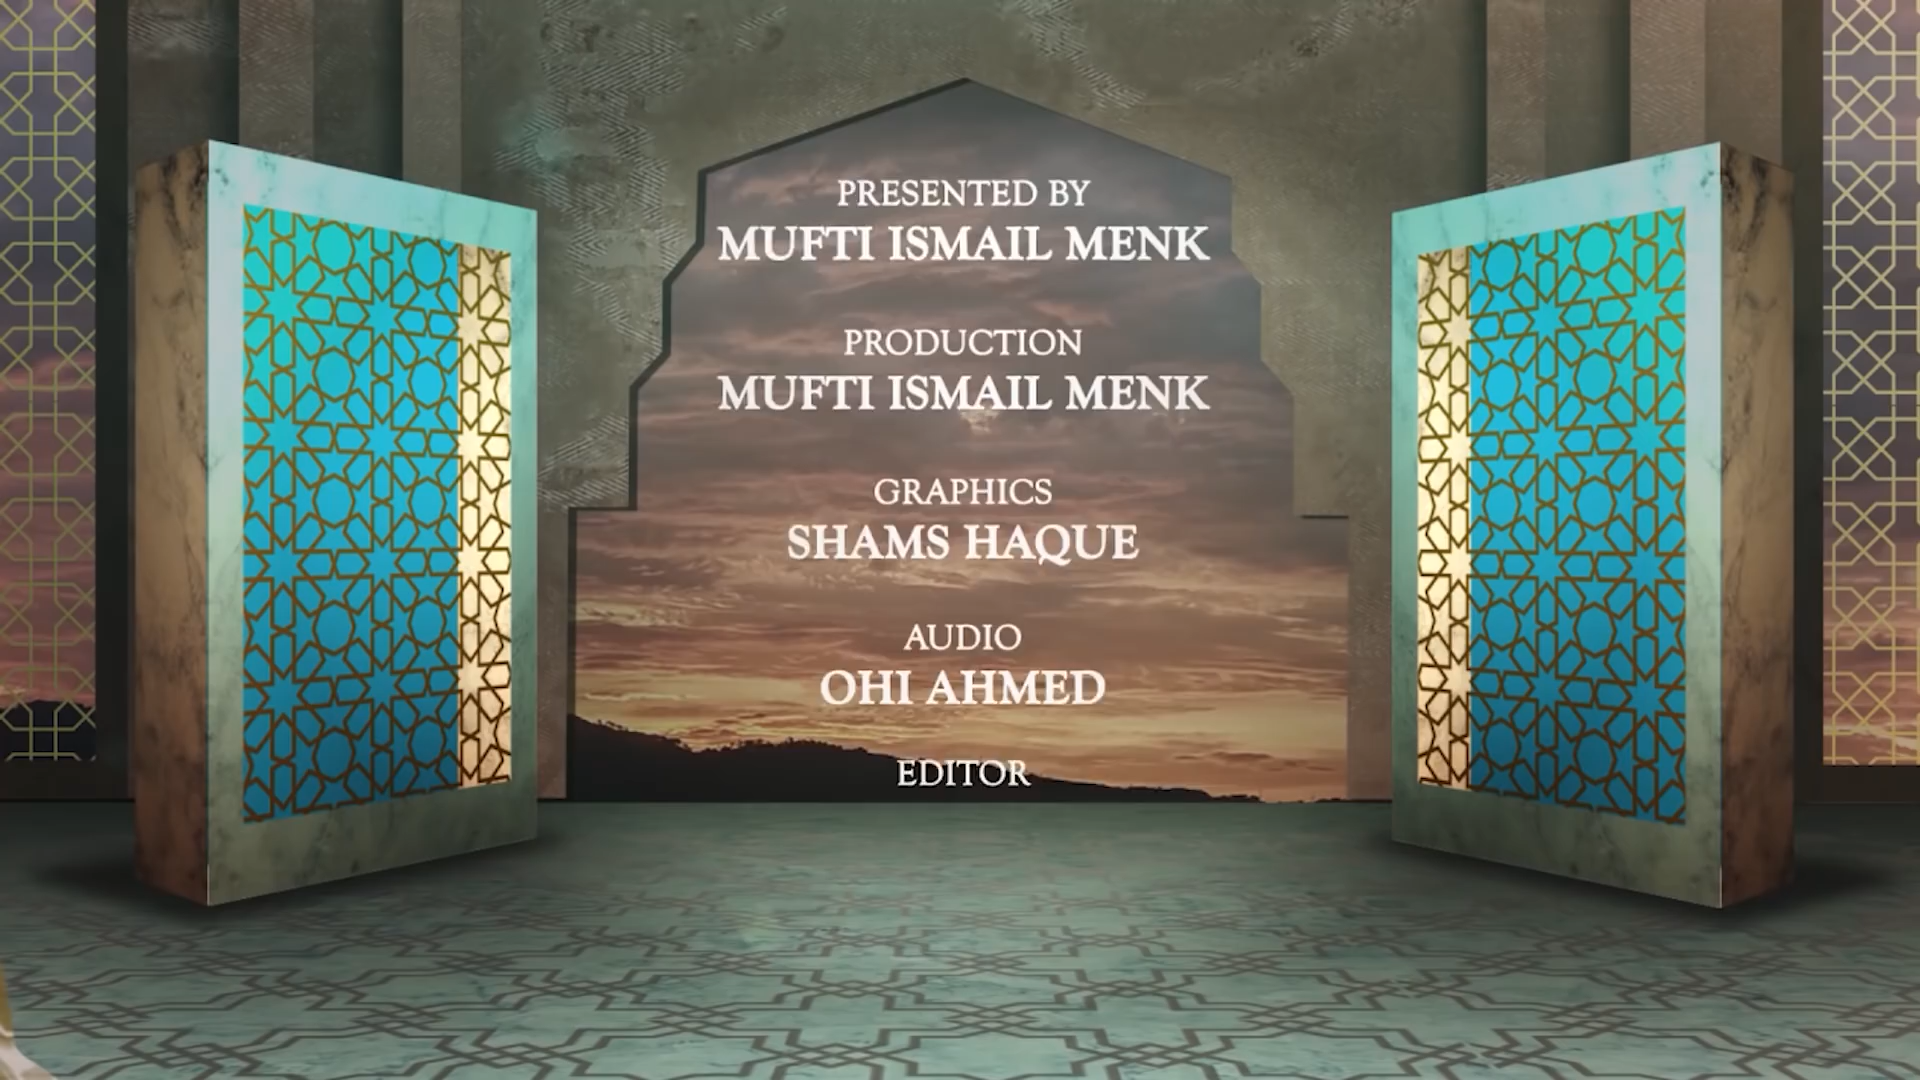 PRESENTED BY
MUFTI ISMAIL MENK
PRODUCTION
MUFTI ISMAIL MENK
GRAPHICS
SHAMS HAQUE
AUDIO
OHI AHMED
EDITOR